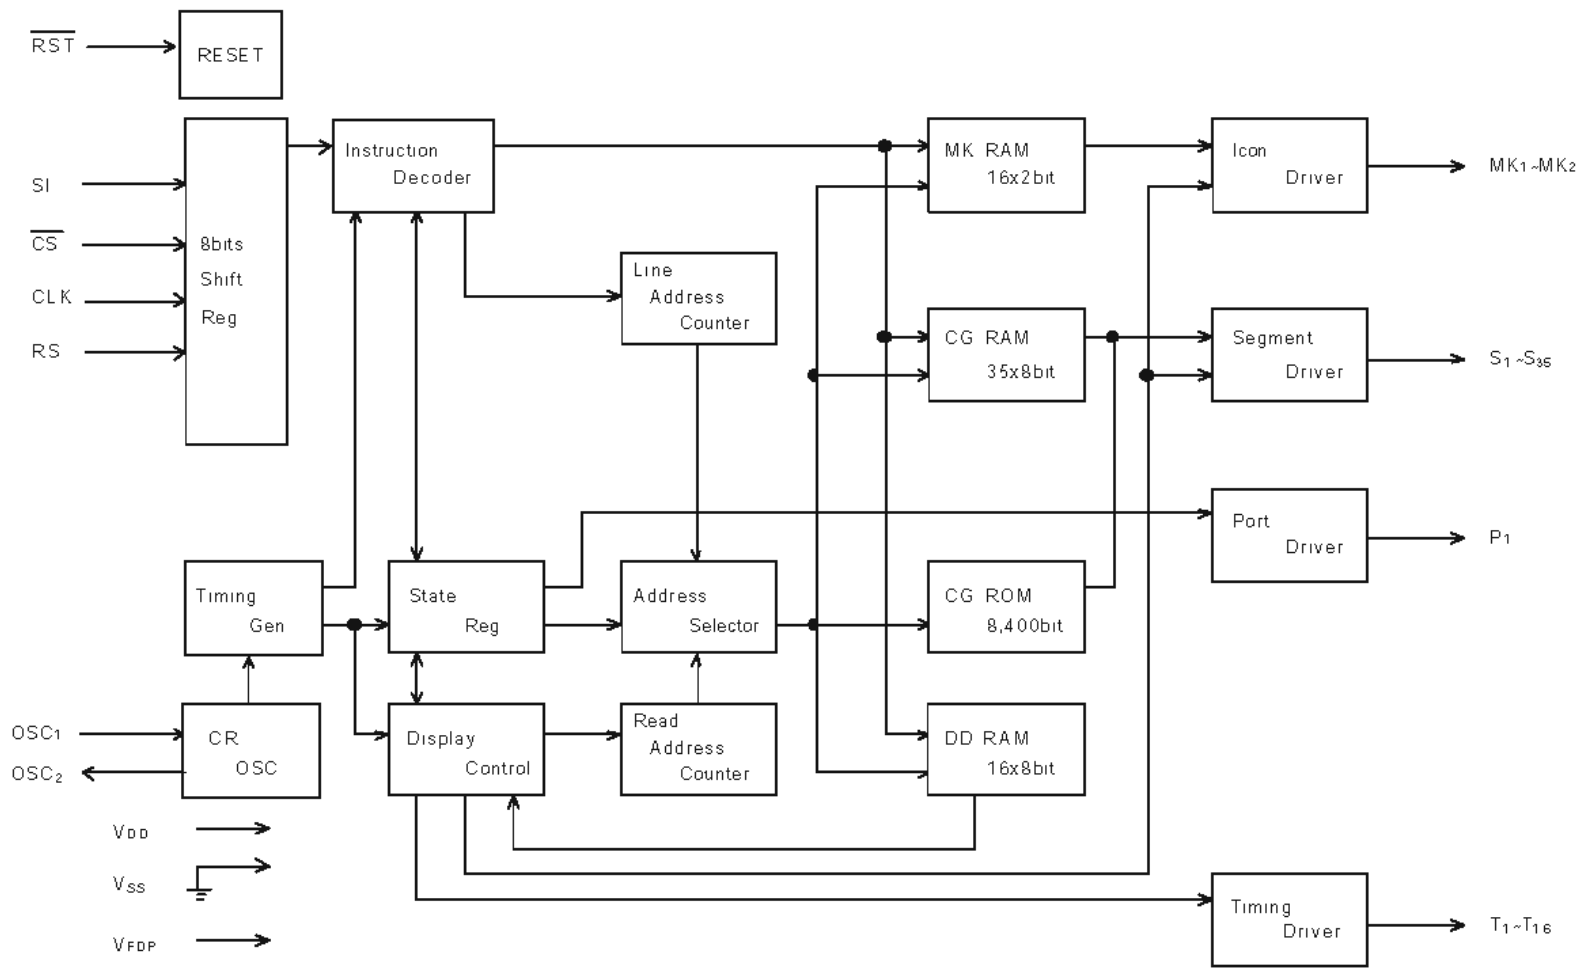 RST
RESET
SI
CS
CLK
RS
8bits
Shift
Reg
Instruction
Decoder
Line
Address
Counter
MK RAM
16x2bit
Icon
Driver
MK1~MK2
CG RAM
35x8bit
Segment
Driver
S1~S35
Port
Driver
P1
Timing
Gen
State
Reg
Address
Selector
CG ROM
8,400bit
OSC1
OSC2
CR
OSC
Display
Control
Read
Address
Counter
DD RAM
16x8bit
VDD
VSS
VFDP
Timing
Driver
T1~T16